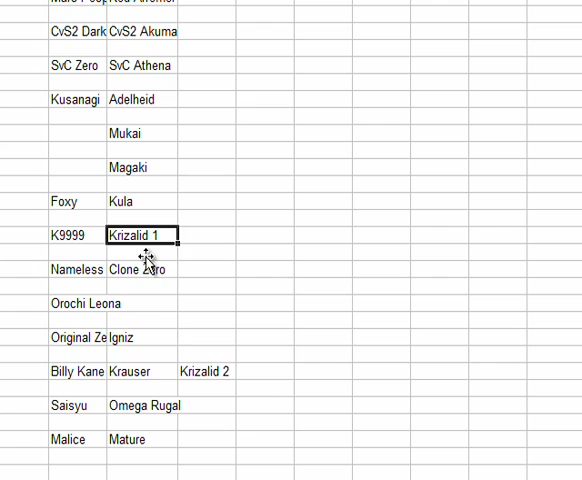 CvS2 Dark CvS2 Akuma
SvC Zero SvC Athena
Kusanagi Adelheid
Mukai
Magaki
Foxy Kula
K9999 Krizalid 1
Nameless Clone Zero
Orochi Leona
Original Ze Igniz
Billy Kane Krauser Krizalid 2
Saisyu Omega Rugal
Malice Mature